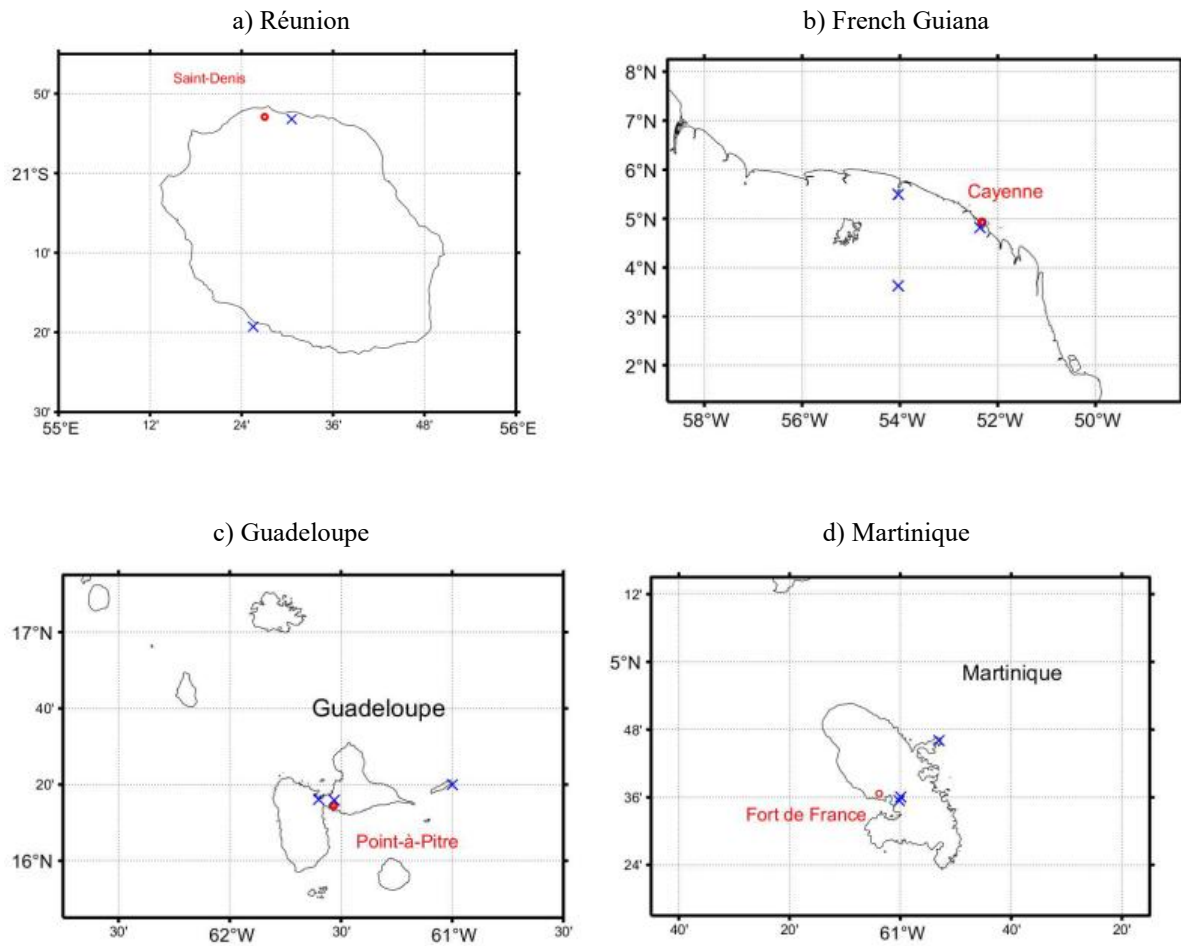 a) Réunion
b) French Guiana
Saint-Denis
50'
21°S
10'
20'
30'
55°E
12'
24'
36'
48'
56°E
8°N
7°N
6°N
5°N
4°N
3°N
2°N
Cayenne
58°W
56°W
54°W
52°W
50°W
c) Guadeloupe
d) Martinique
17°N
40'
20'
16°N
Guadeloupe
Point-à-Pitre
30'
62°W
30'
61°W
30'
12'
5°N
48'
36'
24'
Martinique
Fort de France
40'
20'
61°W
40'
20'